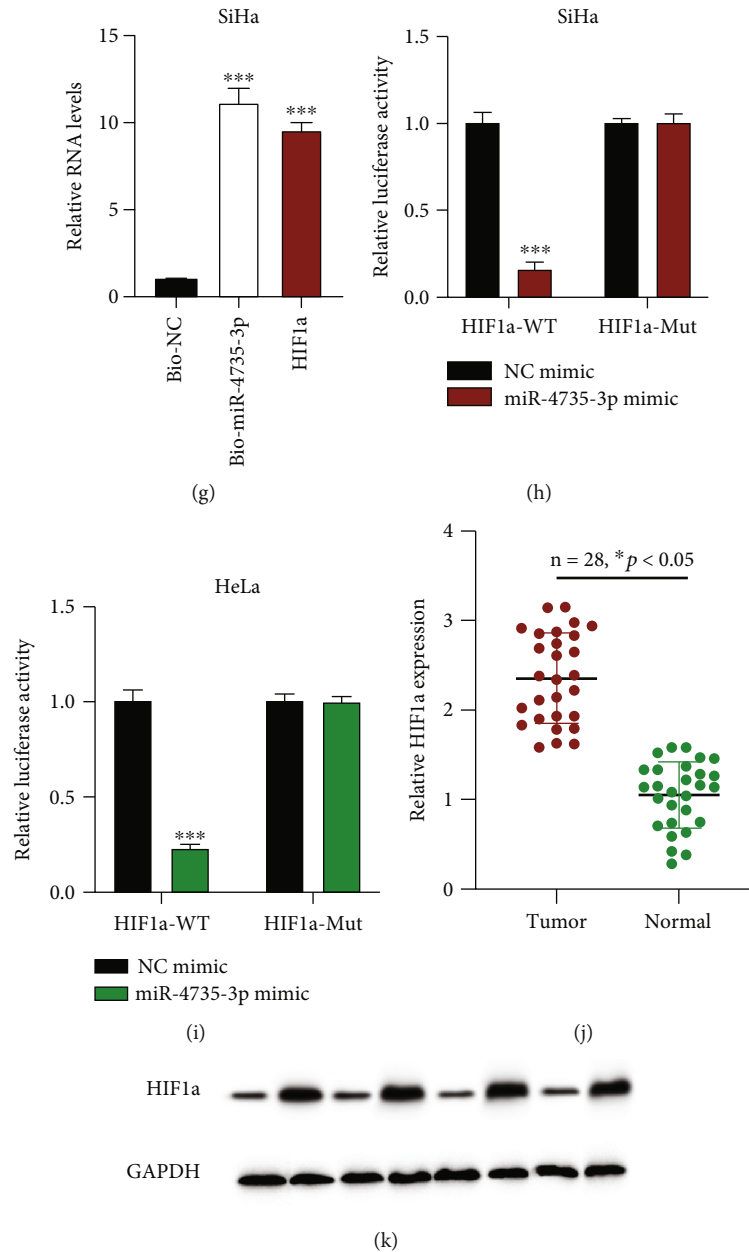 SiHa
Relative RNA levels
15
10
5
0
***
***
Bio-NC
Bio-miR-4735-3p
HIF1a
(g)
SiHa
Relative luciferase activity
1.5
1.0
0.5
0.0
***
HIF1a-WT
HIF1a-Mut
NC mimic
miR-4735-3p mimic
(h)
HeLa
Relative luciferase activity
1.5
1.0
0.5
0.0
***
HIF1a-WT
HIF1a-Mut
NC mimic
miR-4735-3p mimic
(i)
Relative HIF1a expression
4
3
2
1
0
n = 28, *p < 0.05
Tumor
Normal
(j)
HIF1a
GAPDH
(k)